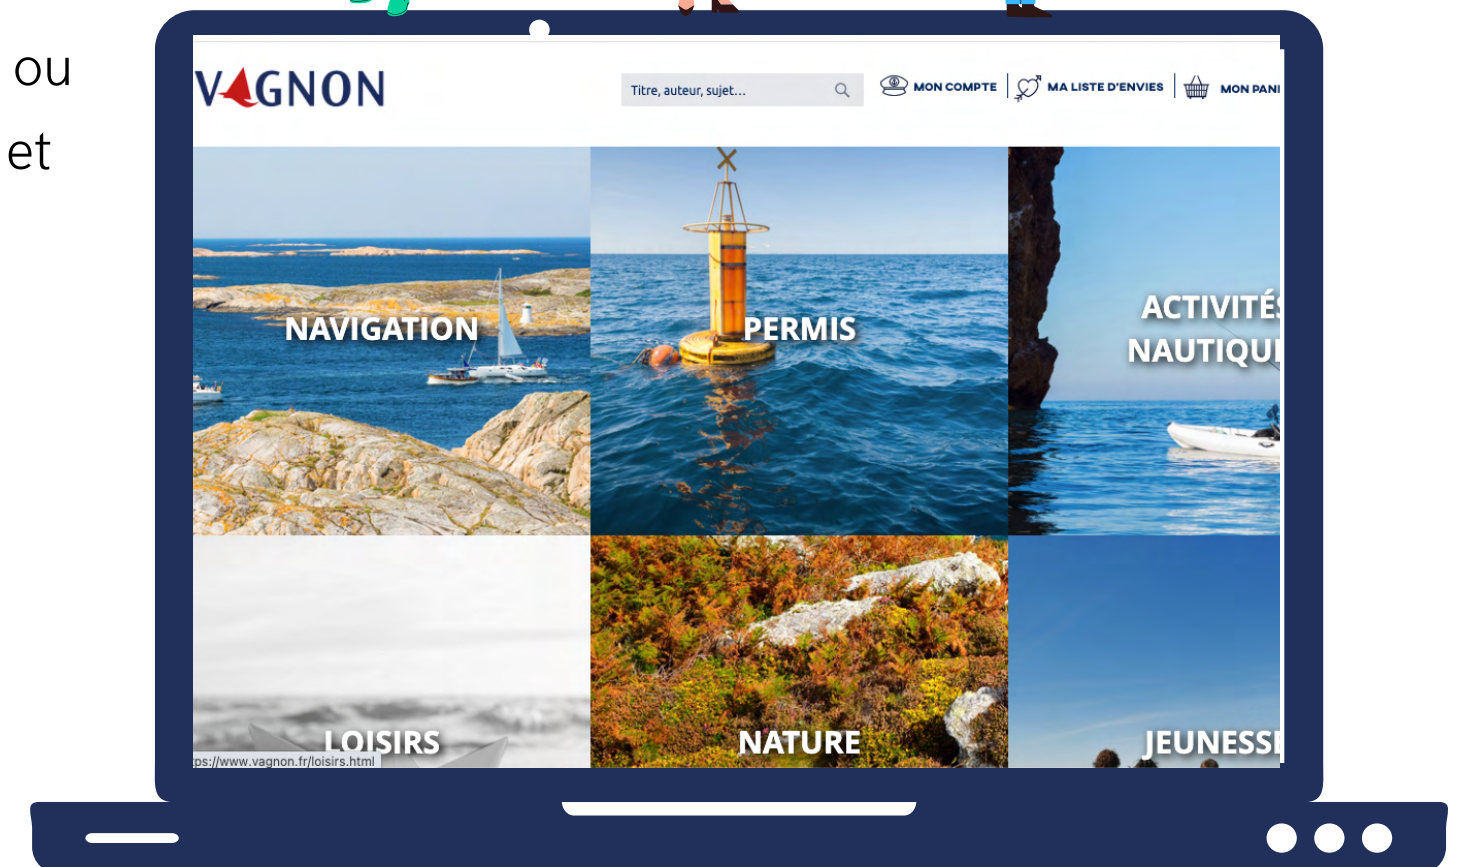 ou
et
VAGNON
Titre, auteur, sujet...
MON COMPTE
MA LISTE D'ENVIES
MON PANI
NAVIGATION
PERMIS
ACTIVITÉS
NAUTIQU
LOISIRS
NATURE
JEUNESSE
ps://www.vagnon.fr/loisirs.html